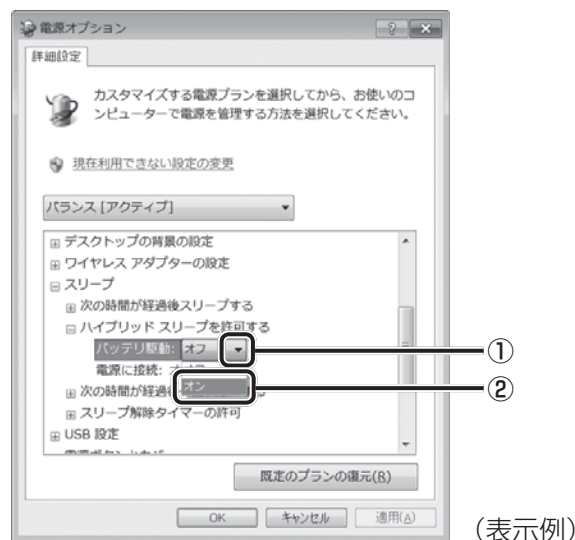 電源オプション
詳細設定
カスタマイズする電源プランを選択してから、お使いのコ
ンピューターで電源を管理する方法を選択してください。
現在利用できない設定の変更
バランス [アクティブ]
デスクトップの背景の設定
ワイヤレス アダプターの設定
スリープ
次の時間が経過後スリープする
ハイブリッド スリープを許可する
バッテリ駆動: オフ
①
電源に接続:
オン
②
次の時間が経過
スリープ解除タイマーの許可
USB 設定
既定のプランの復元(R)
OK キャンセル 適用(A)
(表示例)